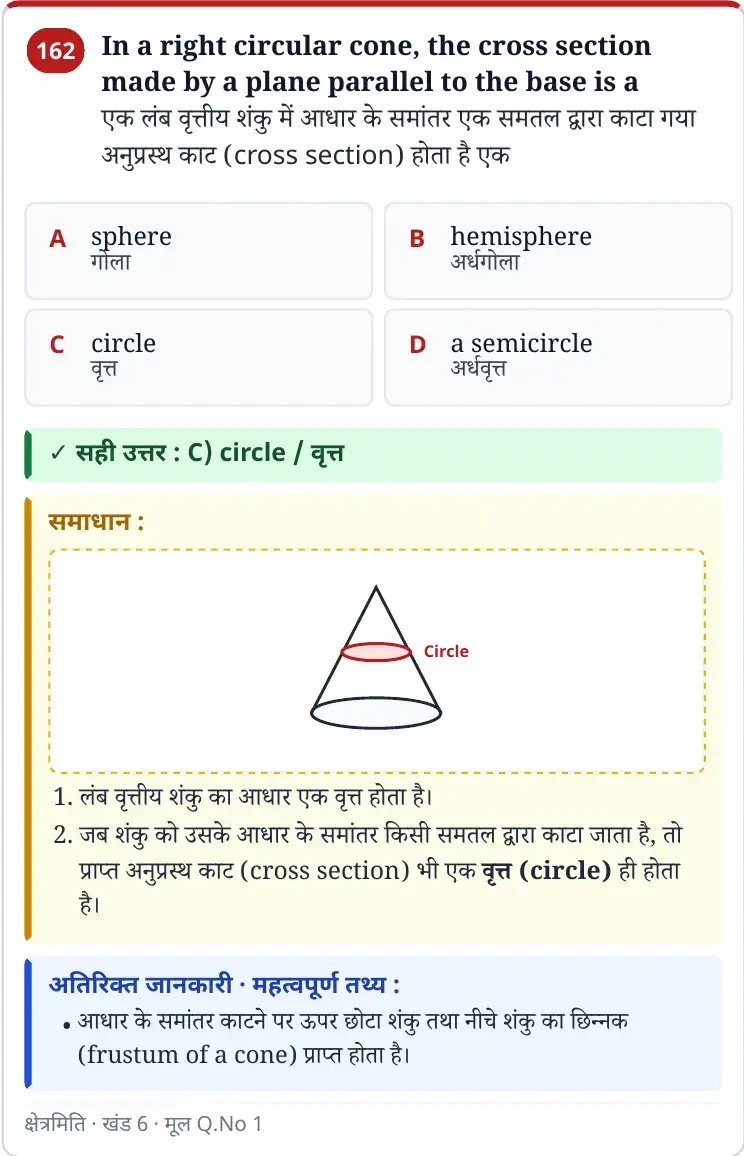 162
In a right circular cone, the cross section
made by a plane parallel to the base is a
एक लंब वृत्तीय शंकु में आधार के समांतर एक समतल द्वारा काटा गया
अनुप्रस्थ काट (cross section) होता है एक
A sphere
गोला
B hemisphere
अर्धगोला
C circle
वृत्त
D a semicircle
अर्धवृत्त
✓ सही उत्तर : C) circle / वृत्त
समाधान :
Circle
1. लंब वृत्तीय शंकु का आधार एक वृत्त होता है।
2. जब शंकु को उसके आधार के समांतर किसी समतल द्वारा काटा जाता है, तो
प्राप्त अनुप्रस्थ काट (cross section) भी एक वृत्त (circle) ही होता
है।
अतिरिक्त जानकारी · महत्वपूर्ण तथ्य :
• आधार के समांतर काटने पर ऊपर छोटा शंकु तथा नीचे शंकु का छिन्नक
(frustum of a cone) प्राप्त होता है।
क्षेत्रमिति · खंड 6 · मूल Q.No 1